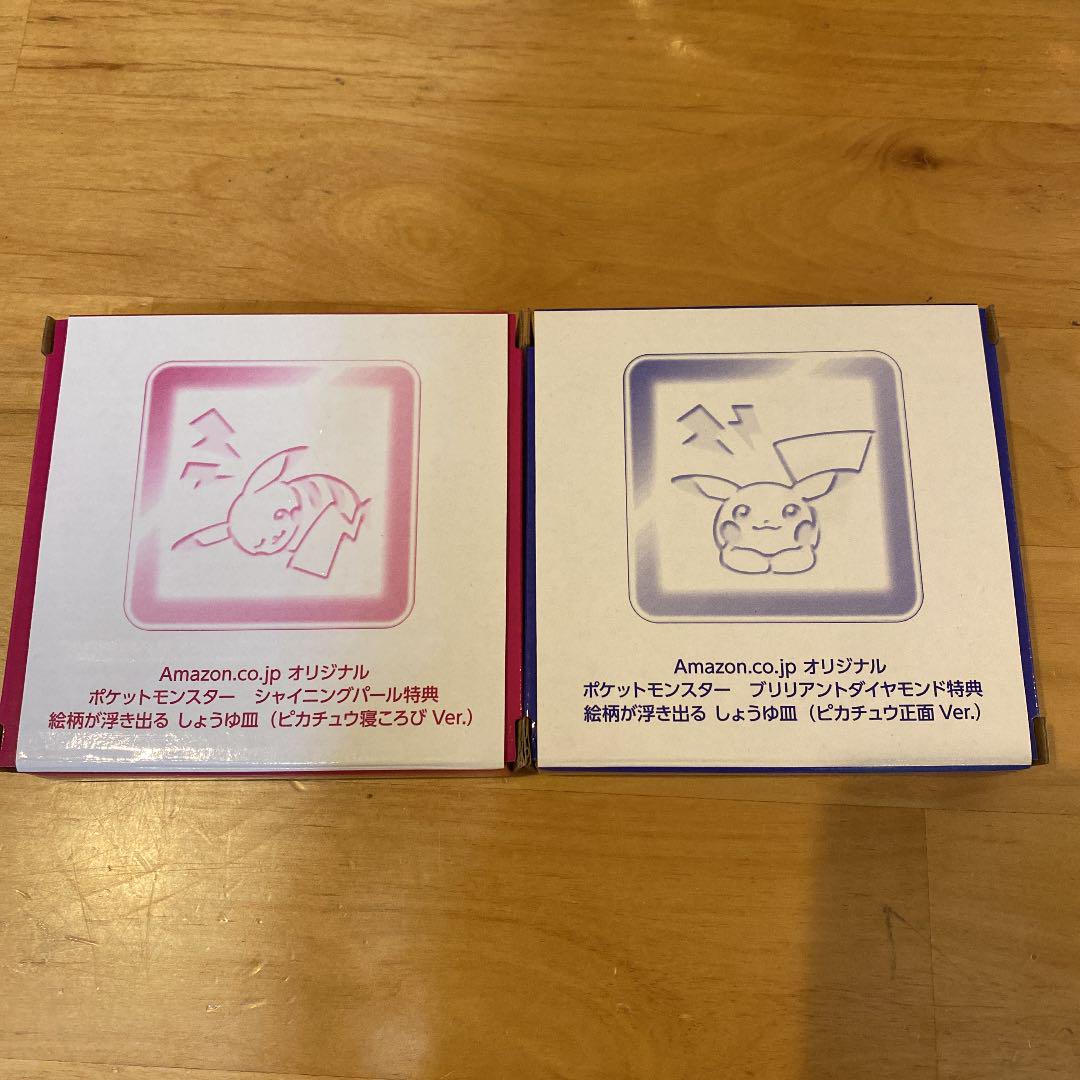 Amazon.co.jp オリジナル
ポケットモンスター　シャイニングパール特典
絵柄が浮き出る しょうゆ皿（ピカチュウ寝ころび Ver.）
Amazon.co.jp オリジナル
ポケットモンスター　ブリリアントダイヤモンド特典
絵柄が浮き出る しょうゆ皿（ピカチュウ正面 Ver.）